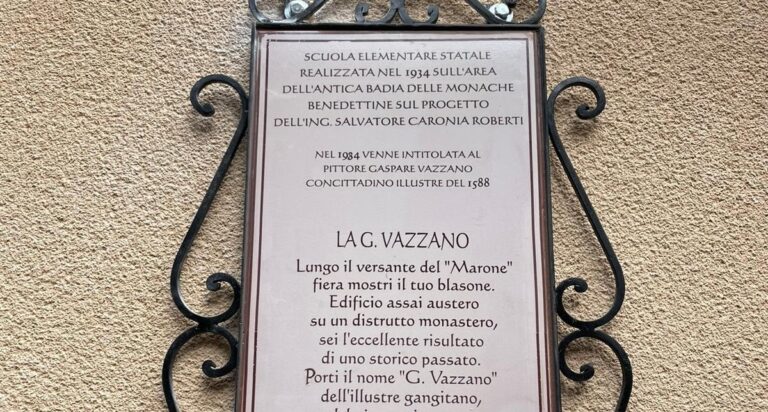 SCUOLA ELEMENTARE STATALE
REALIZZATA NEL 1934 SULL'AREA
DELL'ANTICA BADIA DELLE MONACHE
BENEDETTINE SUL PROGETTO
DELL'ING. SALVATORE CARONIA ROBERTI
NEL 1984 VENNE INTITOLATA AL
PITTORE GASPARE VAZZANO
CONCITTADINO ILLUSTRE DEL 1588
LA G. VAZZANO
Lungo il versante del "Marone"
fiera mostri il tuo blasone.
Edificio assai austero
su un distrutto monastero,
sei l'eccellente risultato
di uno storico passato.
Porti il nome "G. Vazzano"
dell'illustre gangitano,